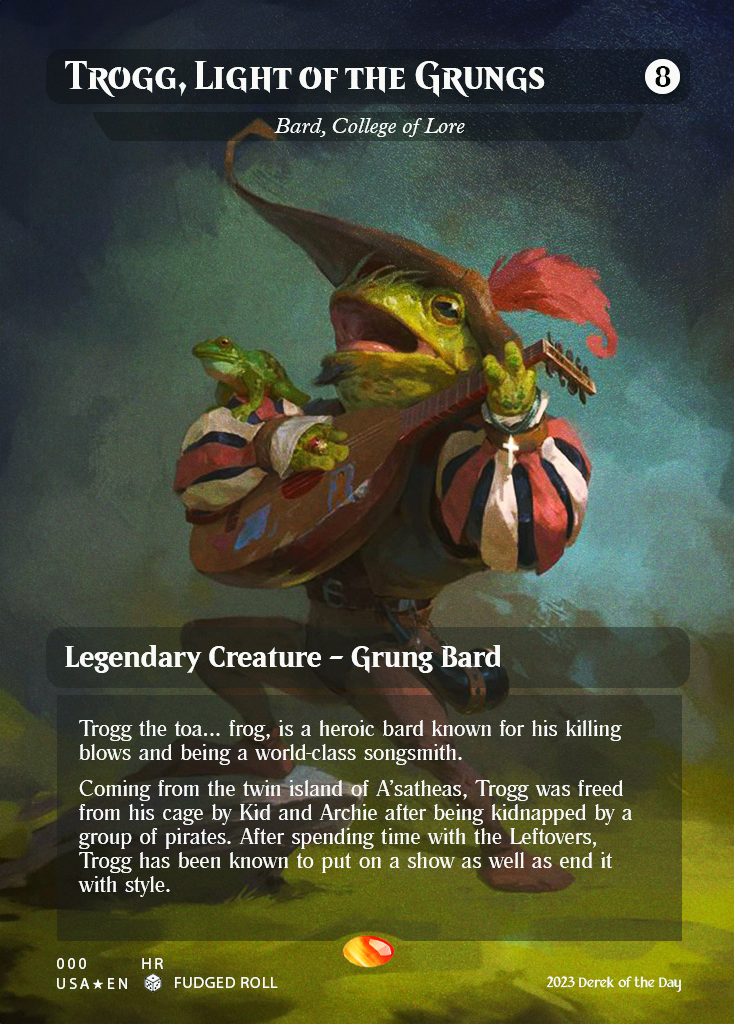 Trogg, Light of the Grungs
8
Bard, College of Lore
Legendary Creature – Grung Bard
Trogg the toa... frog, is a heroic bard known for his killing
blows and being a world-class songsmith.
Coming from the twin island of A'satheas, Trogg was freed
from his cage by Kid and Archie after being kidnapped by a
group of pirates. After spending time with the Leftovers,
Trogg has been known to put on a show as well as end it
with style.
000 HR
USA★EN FUDGED ROLL
2023 Derek of the Day